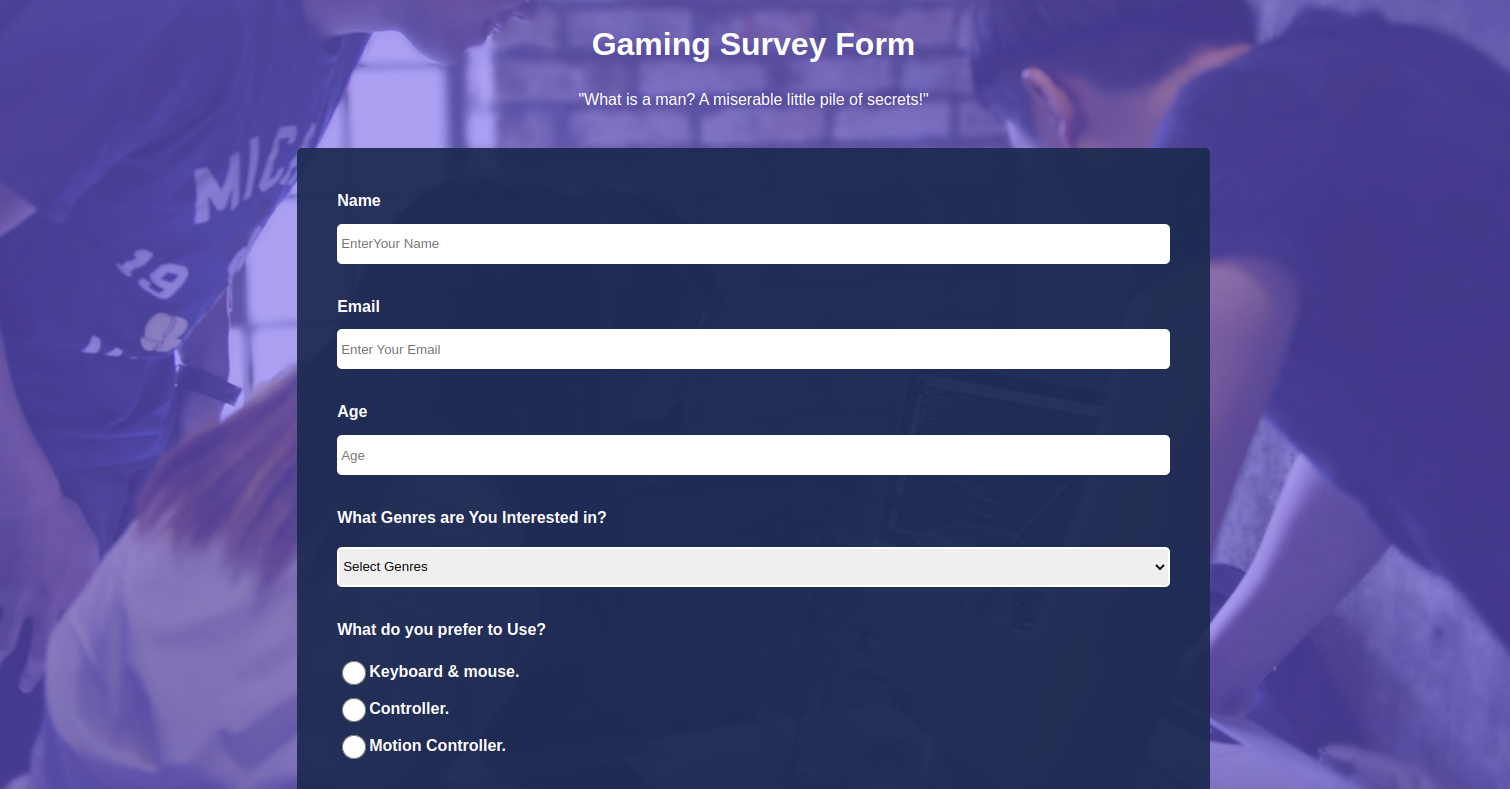 Gaming Survey Form
"What is a man? A miserable little pile of secrets!"
MICH
19
Name
EnterYour Name
Email
Enter Your Email
Age
Age
What Genres are You Interested in?
Select Genres
What do you prefer to Use?
Keyboard & mouse.
Controller.
Motion Controller.